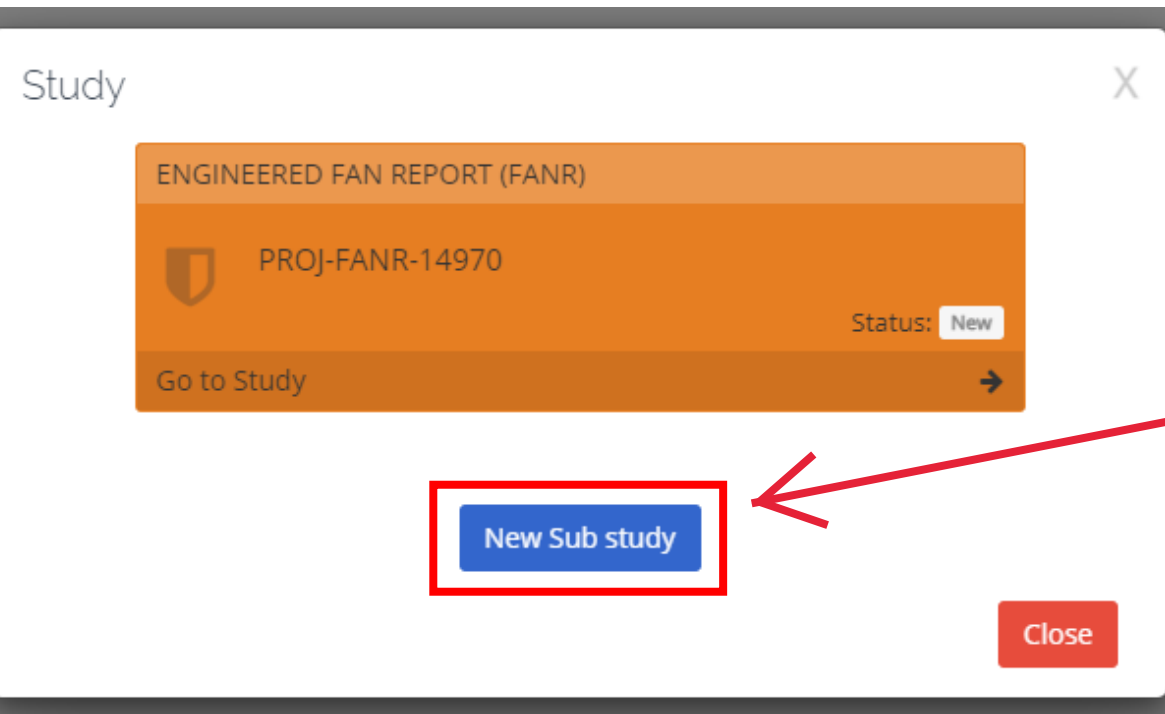 Study
X
ENGINEERED FAN REPORT (FANR)
PROJ-FANR-14970
Status: New
Go to Study
New Sub study
Close